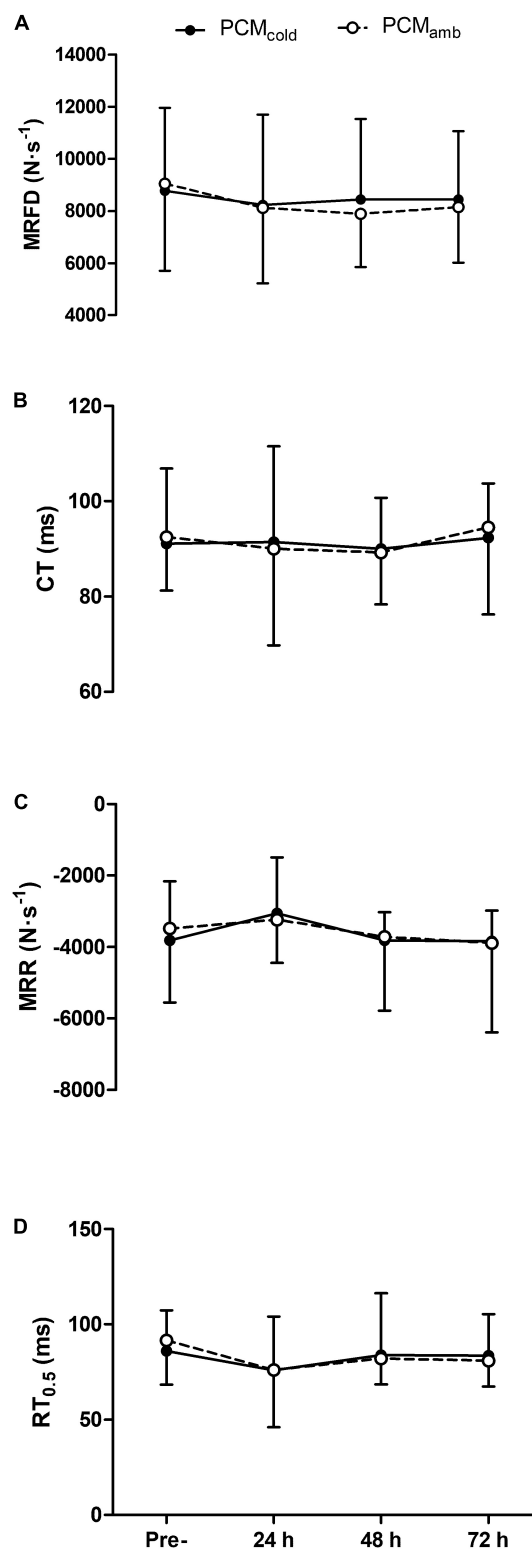 A
PCMcold PCMamb
14000
12000
10000
8000
6000
4000
MRFD (N·s-1)
B
120
100
80
60
CT (ms)
C
0
-2000
-4000
-6000
-8000
MRR (N·s-1)
D
150
100
50
0
RT0.5 (ms)
Pre- 24 h 48 h 72 h